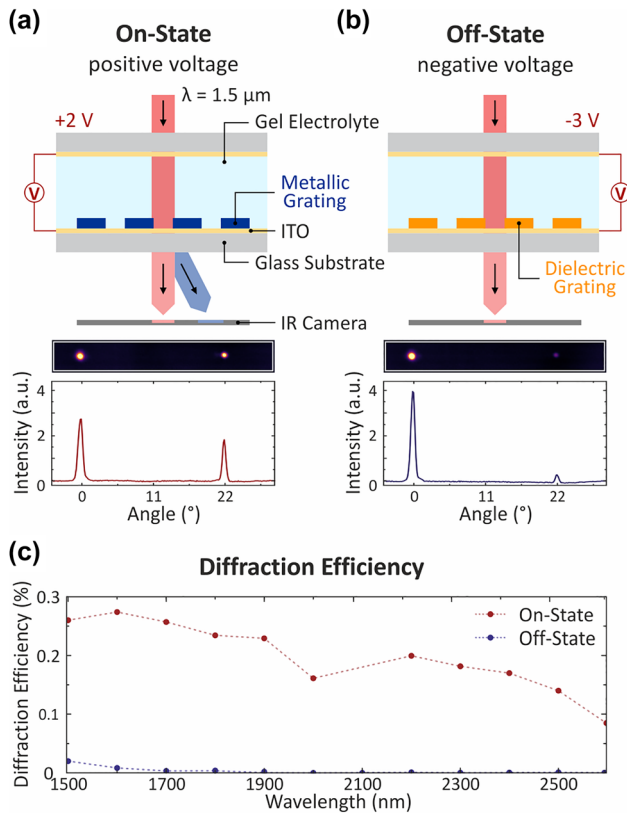 (a)
On-State
positive voltage
(b)
Off-State
negative voltage
λ = 1.5 µm
+2 V
-3 V
Gel Electrolyte
Metallic
Grating
V
V
ITO
Glass Substrate
Dielectric
Grating
IR Camera
Intensity (a.u.)
4
2
0
0
11
22
Angle (°)
Intensity (a.u.)
4
2
0
0
11
22
Angle (°)
(c)
Diffraction Efficiency
Diffraction Efficiency (%)
0.3
0.2
0.1
0
On-State
Off-State
1500
1700
1900
2100
2300
2500
Wavelength (nm)